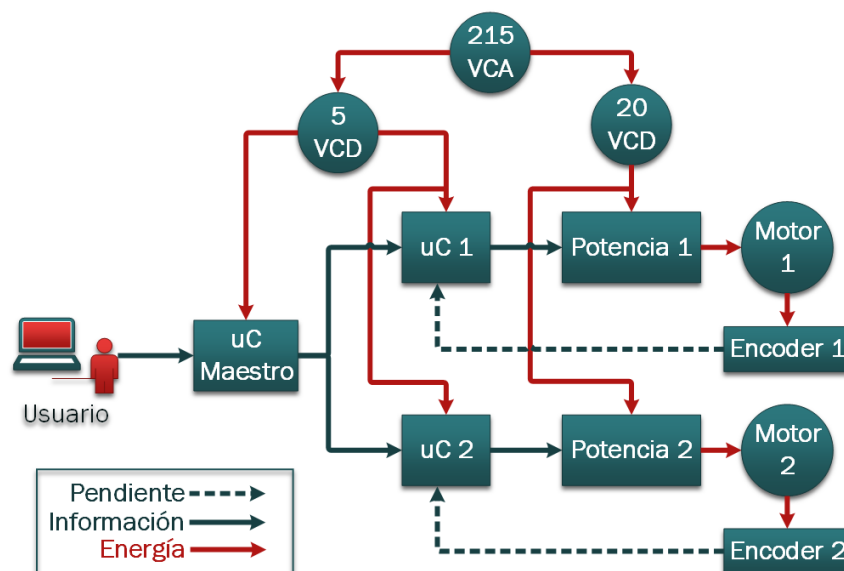 215
VCA
5
VCD
20
VCD
uC 1
Potencia 1
Motor
1
Encoder 1
uC
Maestro
Usuario
uC 2
Potencia 2
Motor
2
Encoder 2
Pendiente
Información
Energía